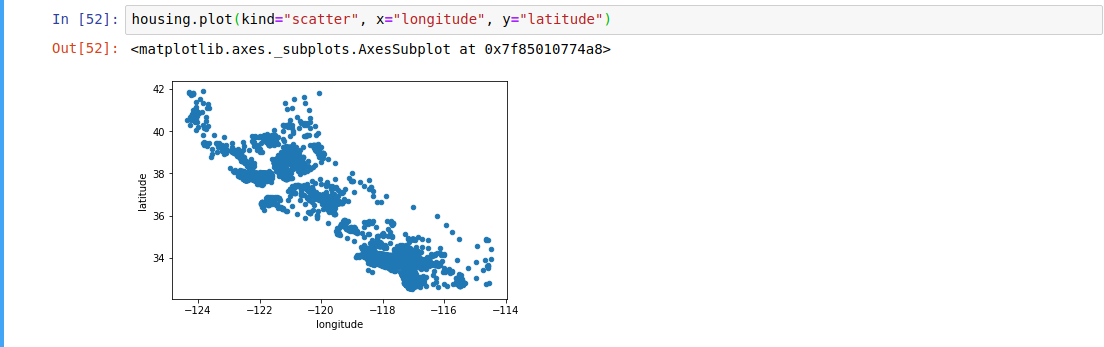 In [52]: housing.plot(kind="scatter", x="longitude", y="latitude")
Out[52]: <matplotlib.axes._subplots.AxesSubplot at 0x7f85010774a8>
42
40
38
36
34
latitude
−124 −122 −120 −118 −116 −114
longitude